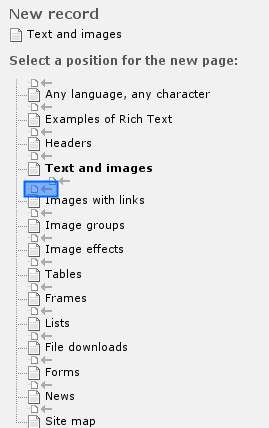 New record
Text and images
Select a position for the new page:
Any language, any character
Examples of Rich Text
Headers
Text and images
Images with links
Image groups
Image effects
Tables
Frames
Lists
File downloads
Forms
News
Site map